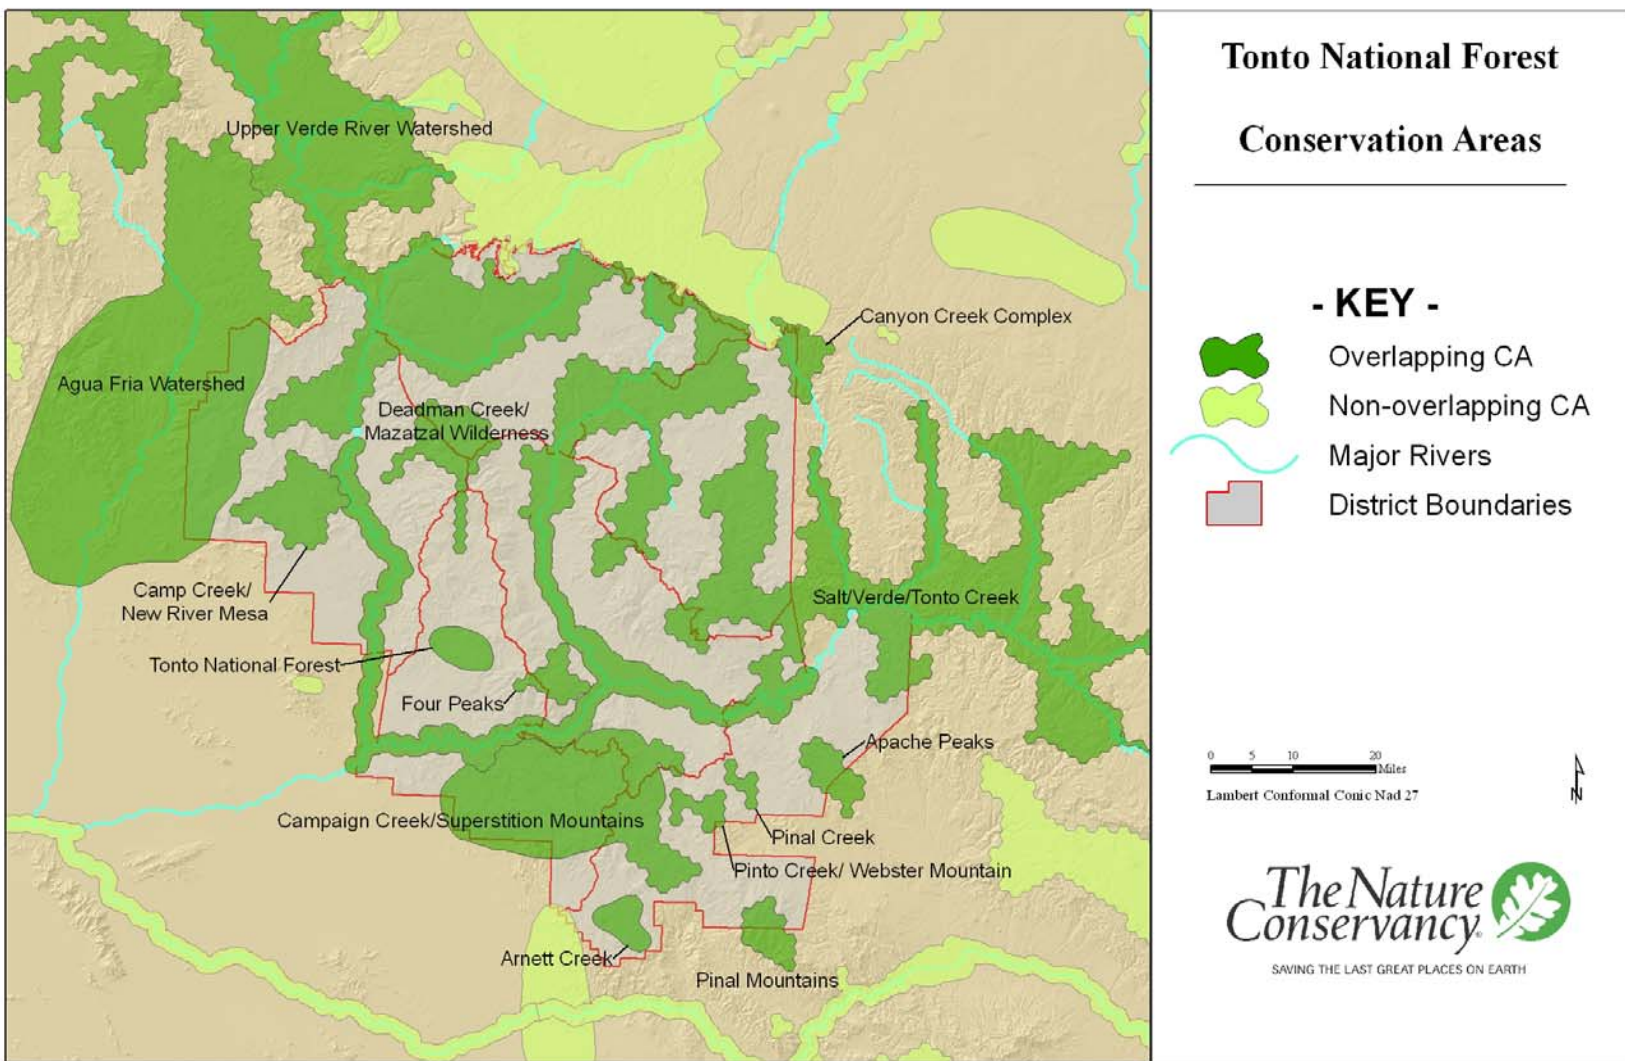 Tonto National Forest
Conservation Areas
Upper Verde River Watershed
Canyon Creek Complex
Agua Fria Watershed
Deadman Creek/
Mazatzal Wilderness
Camp Creek/
New River Mesa
Salt/Verde/Tonto Creek
Tonto National Forest
Four Peaks
Apache Peaks
Campaign Creek/Superstition Mountains
Pinal Creek
Pinto Creek/ Webster Mountain
Arnett Creek
Pinal Mountains
- KEY -
Overlapping CA
Non-overlapping CA
Major Rivers
District Boundaries
0 5 10 20
Miles
Lambert Conformal Conic Nad 27
N
The Nature
Conservancy®
SAVING THE LAST GREAT PLACES ON EARTH